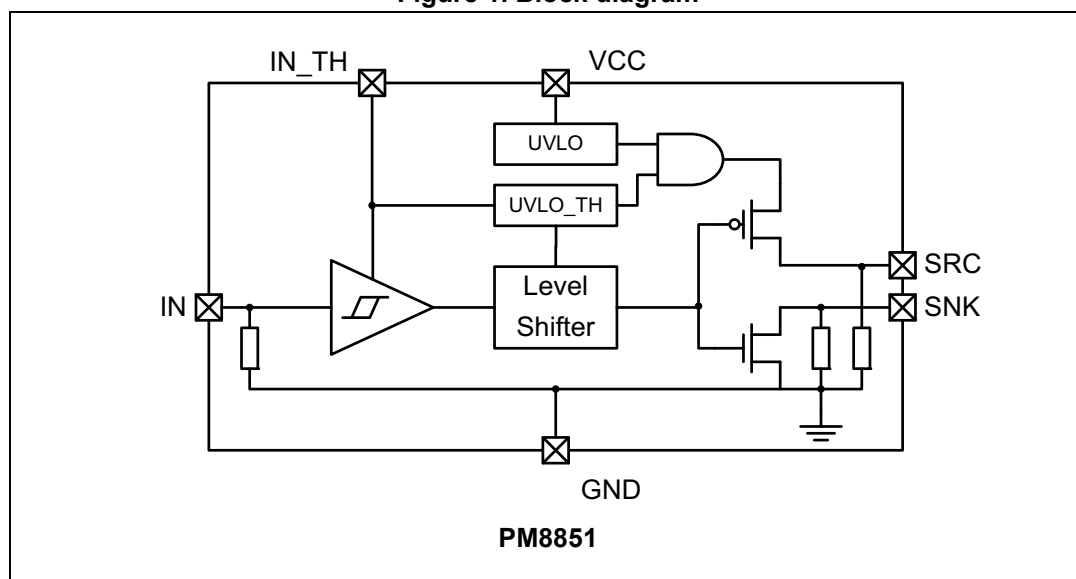 Figure 1. Block diagram
IN_TH
VCC
UVLO
UVLO_TH
IN
Level
Shifter
SRC
SNK
GND
PM8851